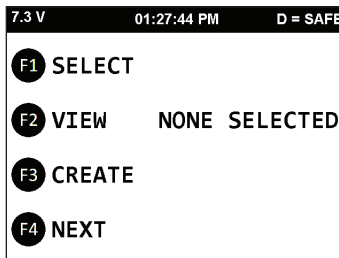 7.3 V 01:27:44 PM D = SAFE
F1 SELECT
F2 VIEW NONE SELECTED
F3 CREATE
F4 NEXT